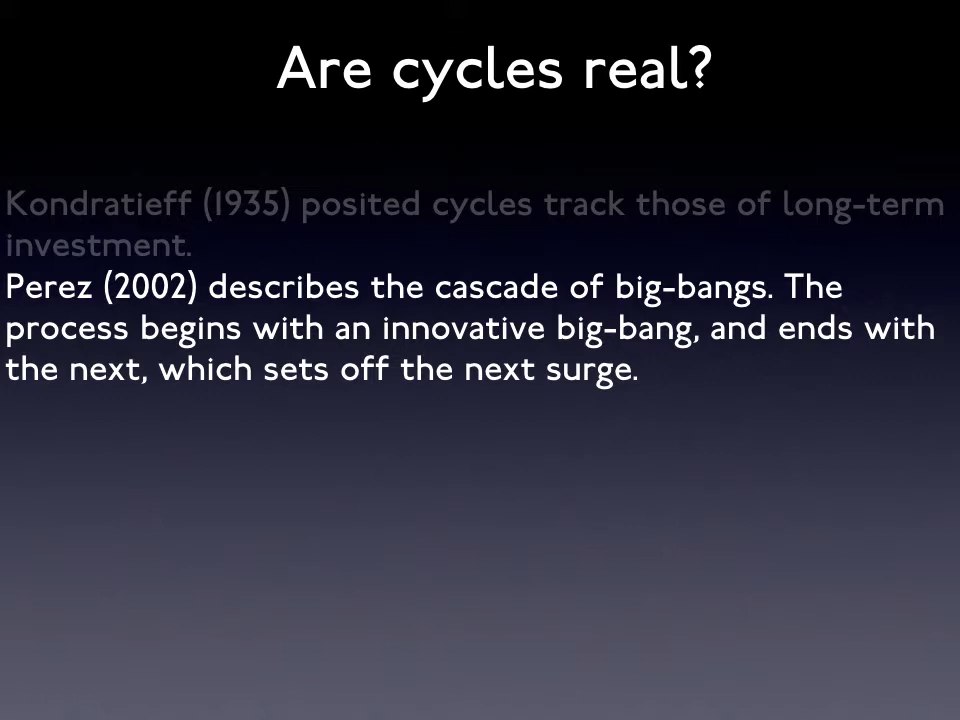 Are cycles real?
Kondratieff (1935) posited cycles track those of long-term
investment.
Perez (2002) describes the cascade of big-bangs. The
process begins with an innovative big-bang, and ends with
the next, which sets off the next surge.